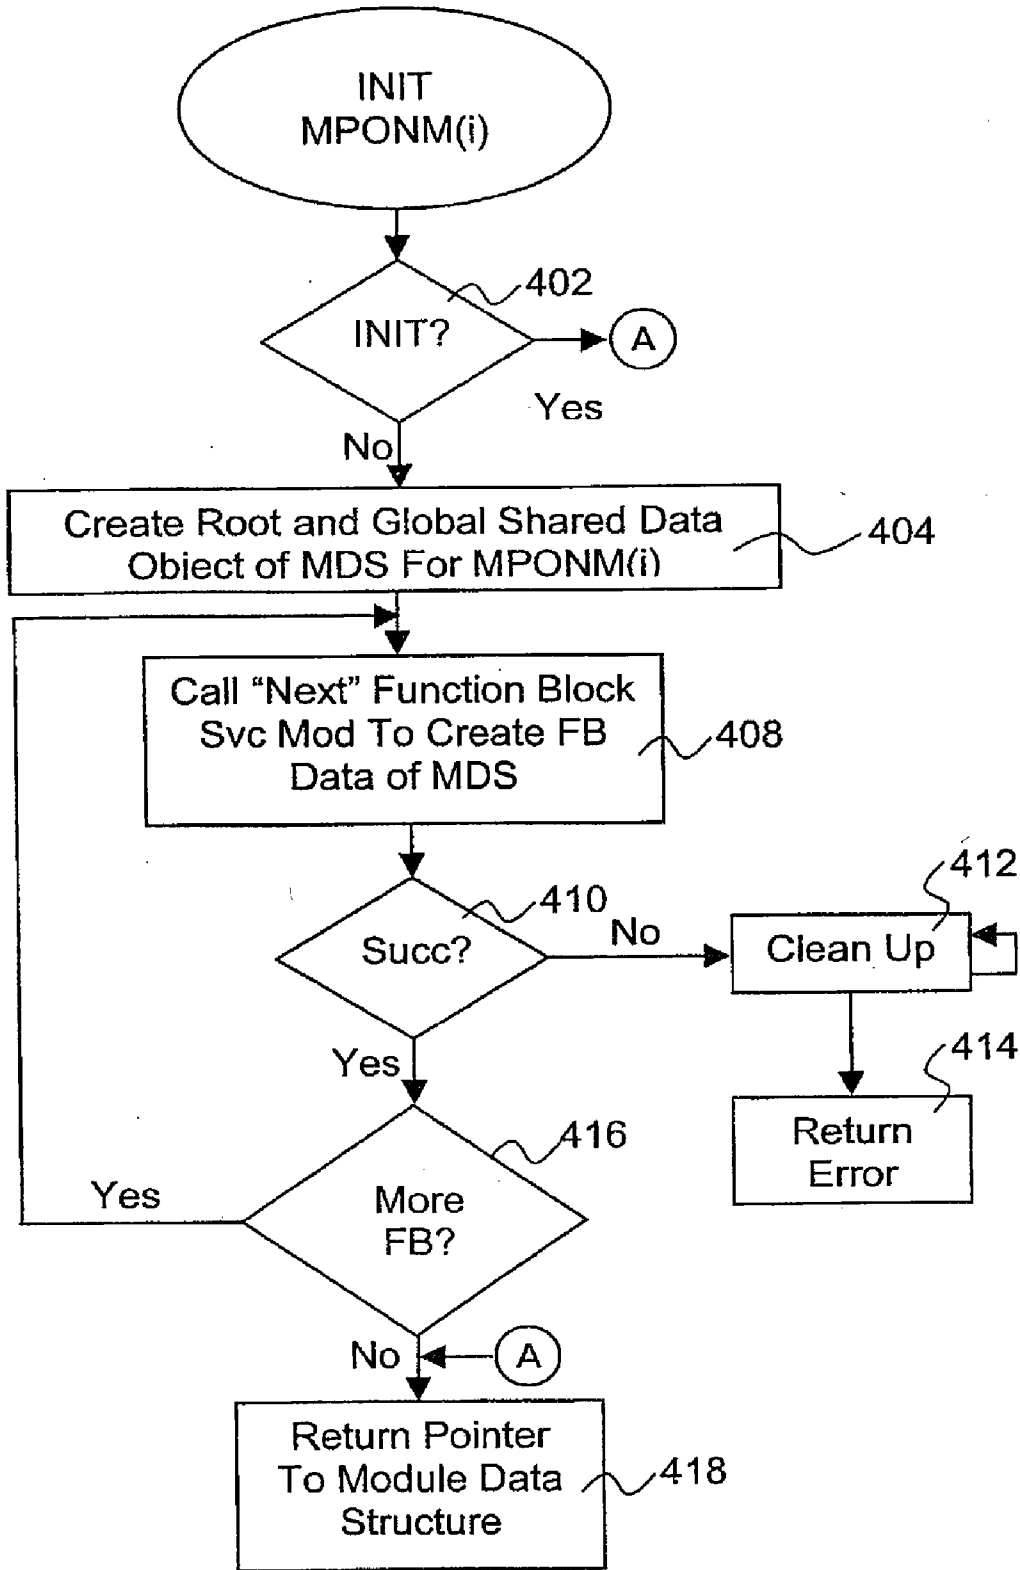 INIT
MPONM(i)
402
INIT?
A
Yes
No
Create Root and Global Shared Data
Object of MDS For MPONM(i)
404
Call “Next” Function Block
Svc Mod To Create FB
Data of MDS
408
410
Succ?
No
412
Clean Up
Yes
414
Return
Error
416
More
FB?
Yes
No
A
Return Pointer
To Module Data
Structure
418